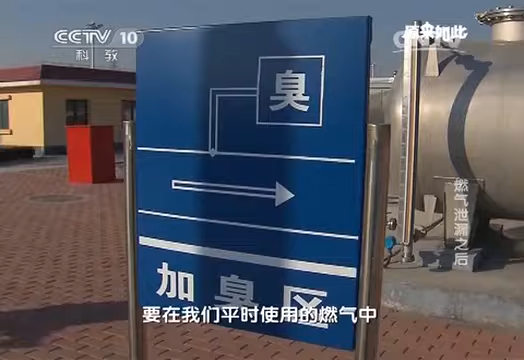 CCTV 10
科教
原来如此
臭
加臭区
燃气泄漏之后
要在我们平时使用的燃气中